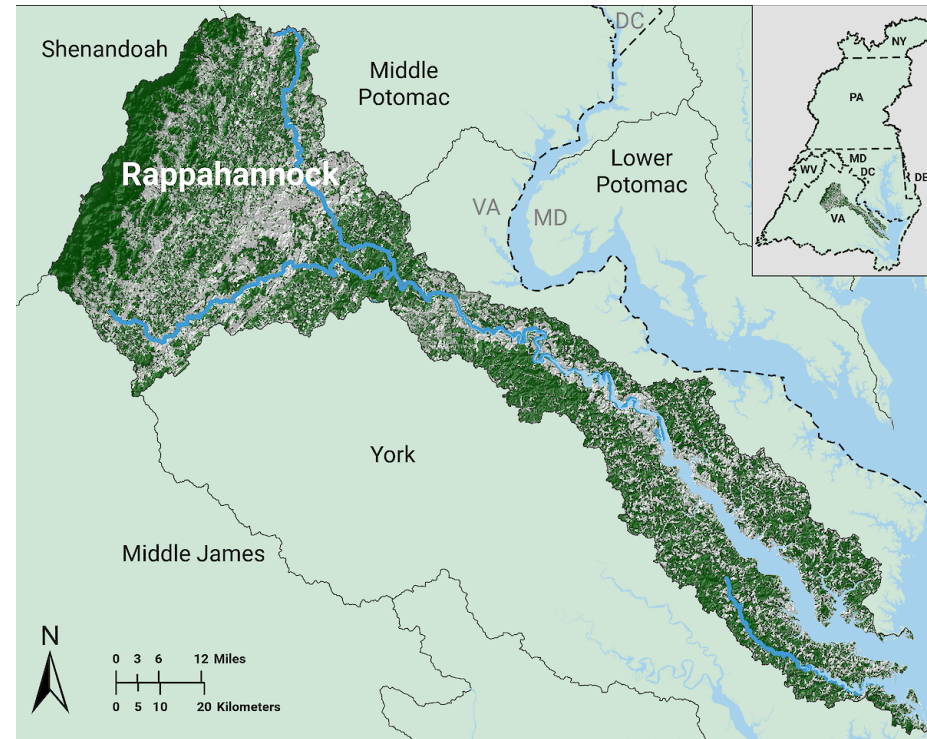 Shenandoah
Middle
Potomac
DC
Rappahannock
Lower
Potomac
VA
MD
York
Middle James
N
0 3 6 12 Miles
0 5 10 20 Kilometers
NY
PA
MD
WV
DC
DE
VA